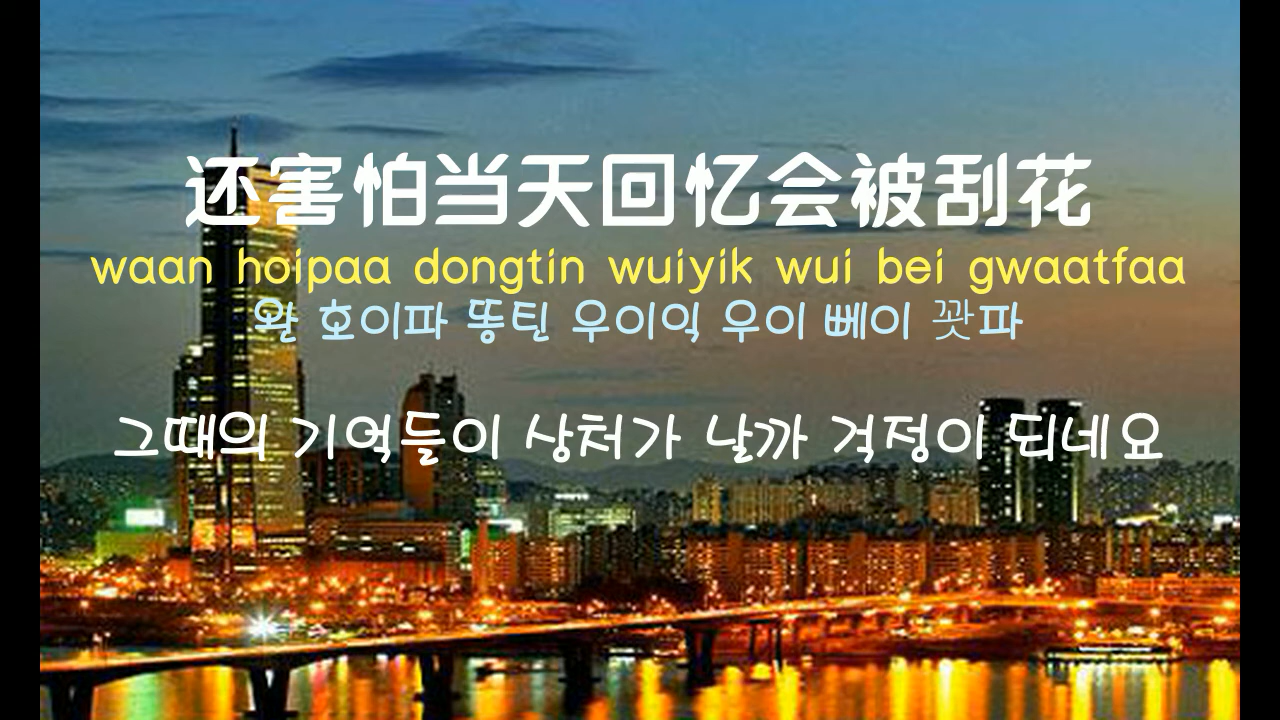 还害怕当天回忆会被刮花
waan hoipaa dongtin wuiyik wui bei gwaatfaa
완 호이파 똥틴 우이익 우이 뻬이 꽛파
그때의 기억들이 상처가 날까 걱정이 되네요